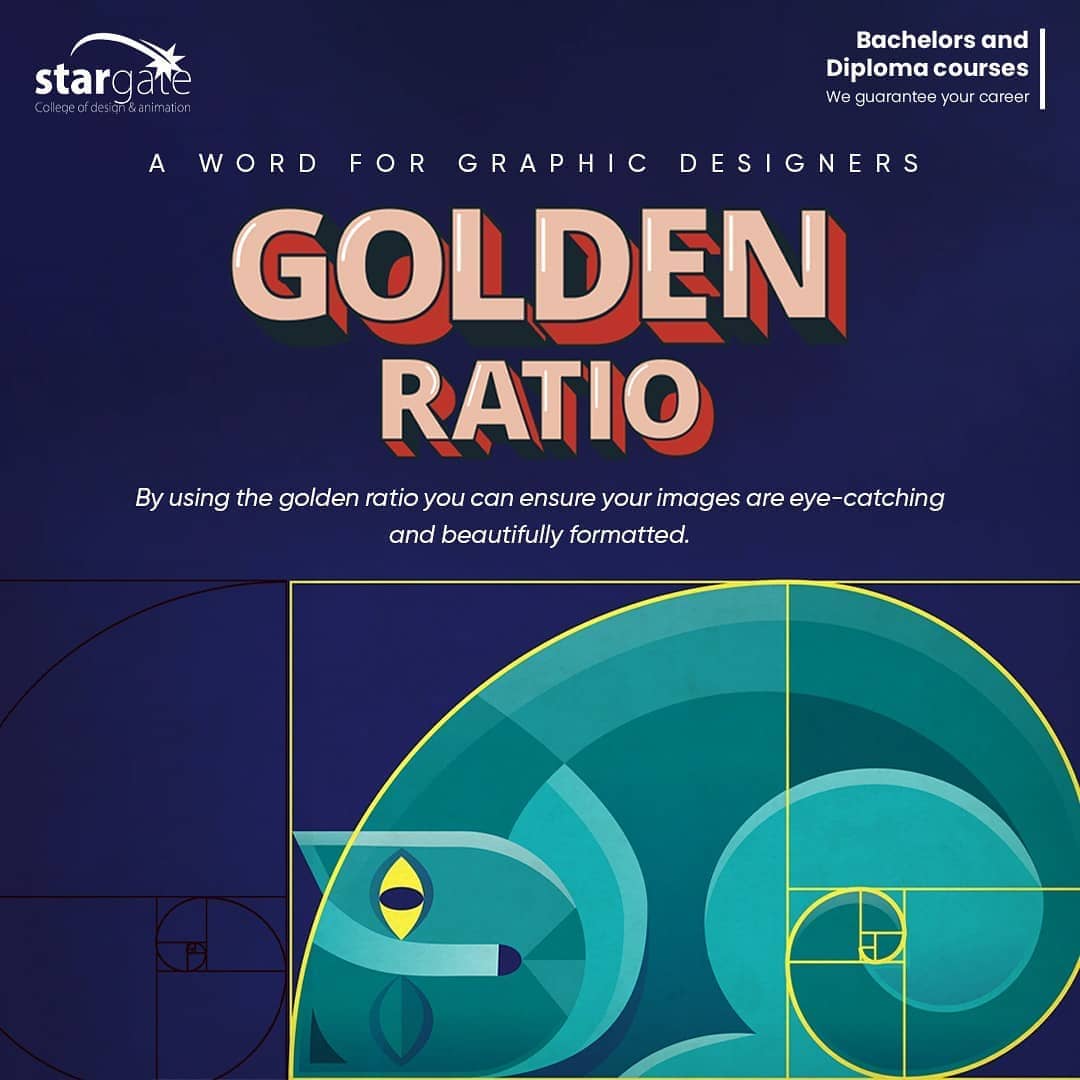 stargate
College of design & animation
Bachelors and
Diploma courses
We guarantee your career
A WORD FOR GRAPHIC DESIGNERS
GOLDEN
RATIO
By using the golden ratio you can ensure your images are eye-catching
and beautifully formatted.